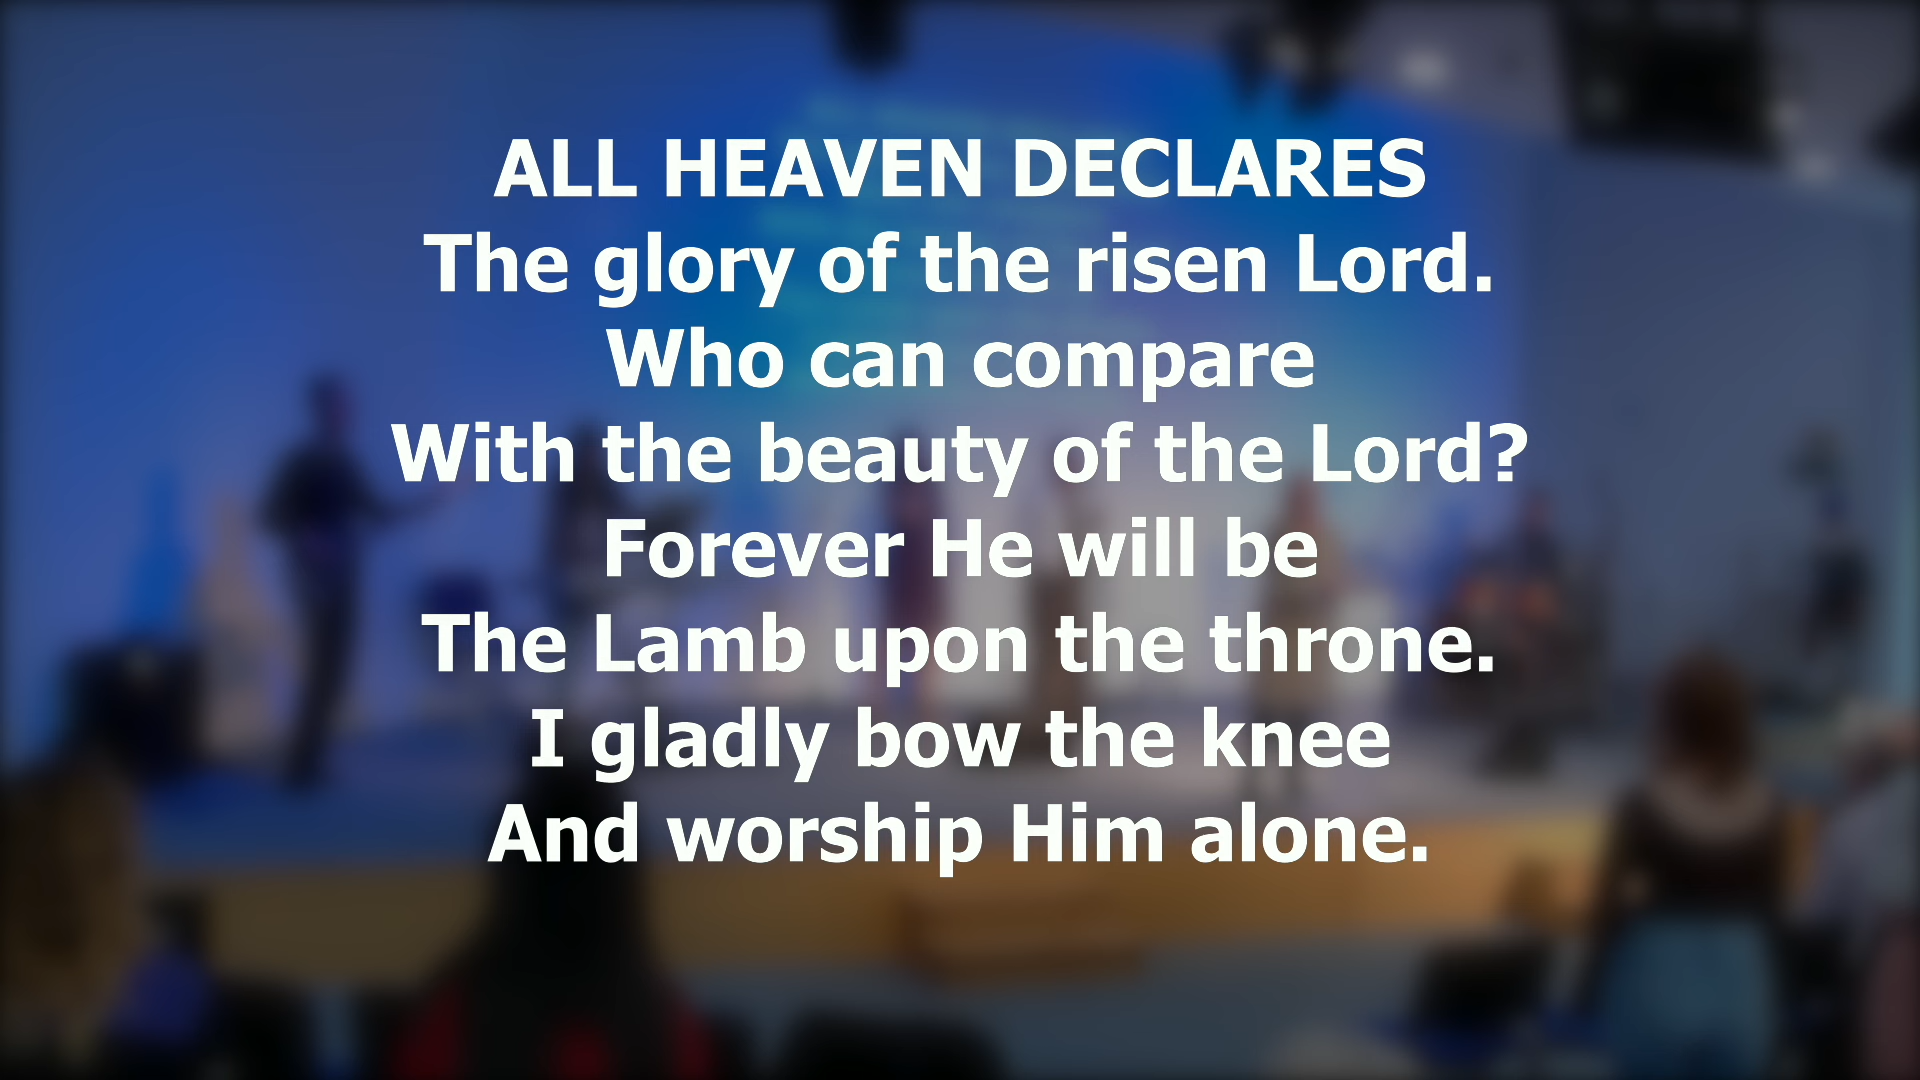 ALL HEAVEN DECLARES
The glory of the risen Lord.
Who can compare
With the beauty of the Lord?
Forever He will be
The Lamb upon the throne.
I gladly bow the knee
And worship Him alone.